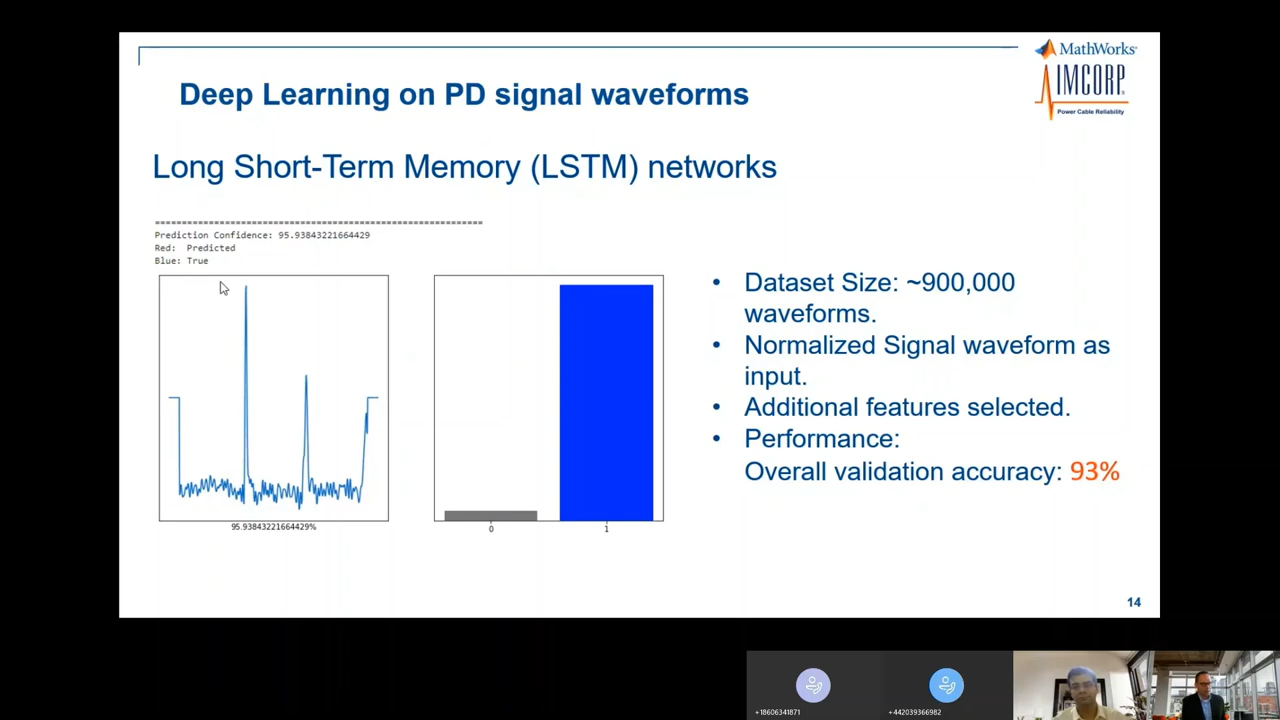 MathWorks®
IMCORP
Power Cable Reliability
Deep Learning on PD signal waveforms
Long Short-Term Memory (LSTM) networks
=============================================================
Prediction Confidence: 95.93843221664429
Red: Predicted
Blue: True
95.93843221664429%
0
1
• Dataset Size: ~900,000
waveforms.
• Normalized Signal waveform as
input.
• Additional features selected.
• Performance:
Overall validation accuracy: 93%
14
+18606341871
+442039366982